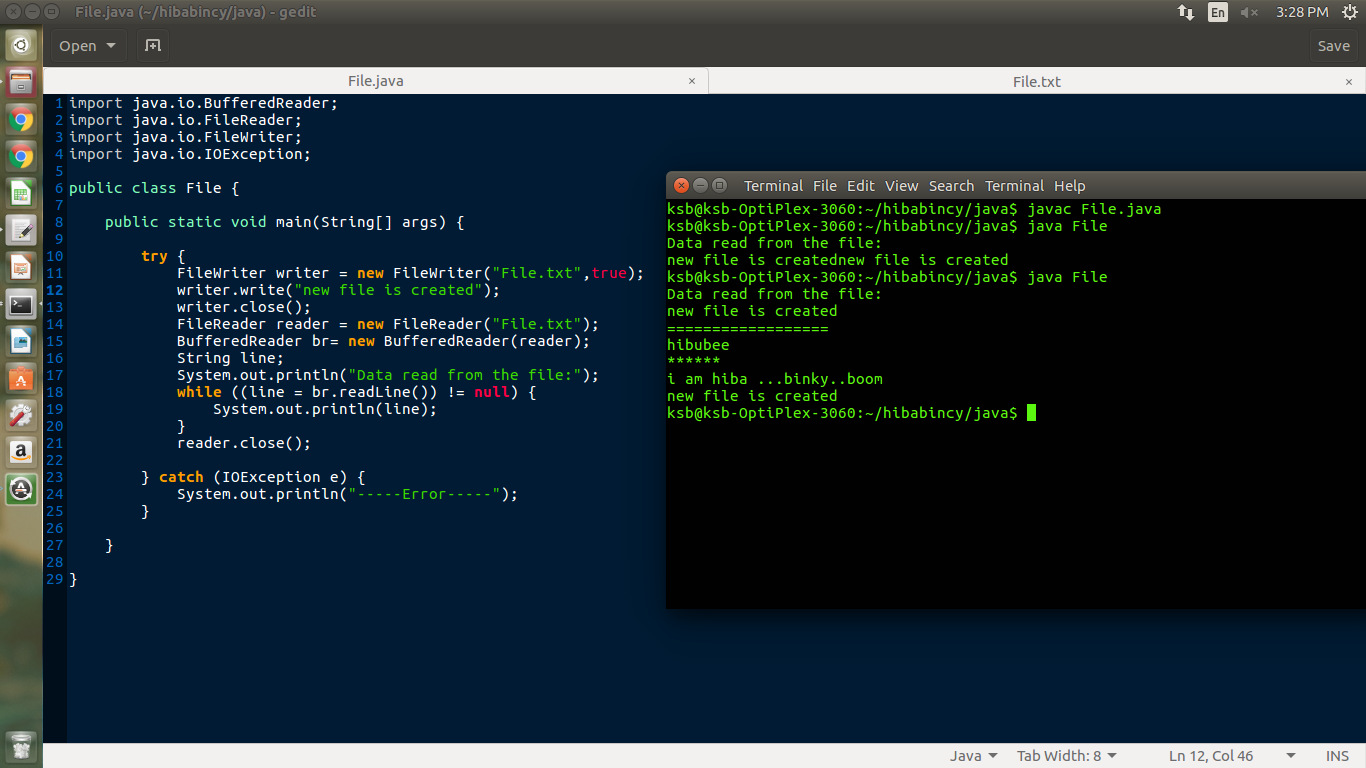 File.java (~/hibabincy/java) - gedit
En
3:28 PM
Open
Save
File.java ×
File.txt ×
1 import java.io.BufferedReader;
2 import java.io.FileReader;
3 import java.io.FileWriter;
4 import java.io.IOException;
5
6 public class File {
7
8     public static void main(String[] args) {
9
10         try {
11             FileWriter writer = new FileWriter("File.txt",true);
12             writer.write("new file is created");
13             writer.close();
14             FileReader reader = new FileReader("File.txt");
15             BufferedReader br= new BufferedReader(reader);
16             String line;
17             System.out.println("Data read from the file:");
18             while ((line = br.readLine()) != null) {
19                 System.out.println(line);
20             }
21             reader.close();
22
23         } catch (IOException e) {
24             System.out.println("-----Error-----");
25         }
26
27     }
28
29 }
Terminal File Edit View Search Terminal Help
ksb@ksb-OptiPlex-3060:~/hibabincy/java$ javac File.java
ksb@ksb-OptiPlex-3060:~/hibabincy/java$ java File
Data read from the file:
new file is creatednew file is created
ksb@ksb-OptiPlex-3060:~/hibabincy/java$ java File
Data read from the file:
new file is created
==================
hibubee
******
i am hiba ...binky..boom
new file is created
ksb@ksb-OptiPlex-3060:~/hibabincy/java$
Java
Tab Width: 8
Ln 12, Col 46
INS